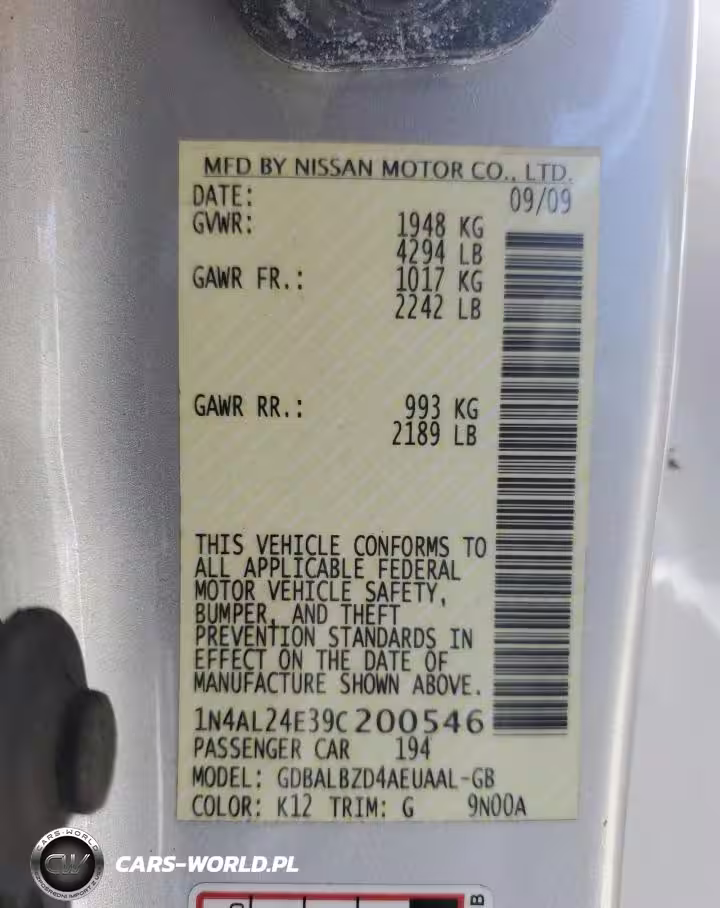 MFD BY NISSAN MOTOR CO., LTD.
DATE: 09/09
GVWR: 1948 KG
4294 LB
GAWR FR.: 1017 KG
2242 LB
GAWR RR.: 993 KG
2189 LB
THIS VEHICLE CONFORMS TO
ALL APPLICABLE FEDERAL
MOTOR VEHICLE SAFETY,
BUMPER, AND THEFT
PREVENTION STANDARDS IN
EFFECT ON THE DATE OF
MANUFACTURE SHOWN ABOVE.
1N4AL24E39C200546
PASSENGER CAR 194
MODEL: GDBALBZD4AEUAAL-GB
COLOR: K12 TRIM: G 9N00A
CARS-WORLD
CW
CARS-WORLD.PL
B